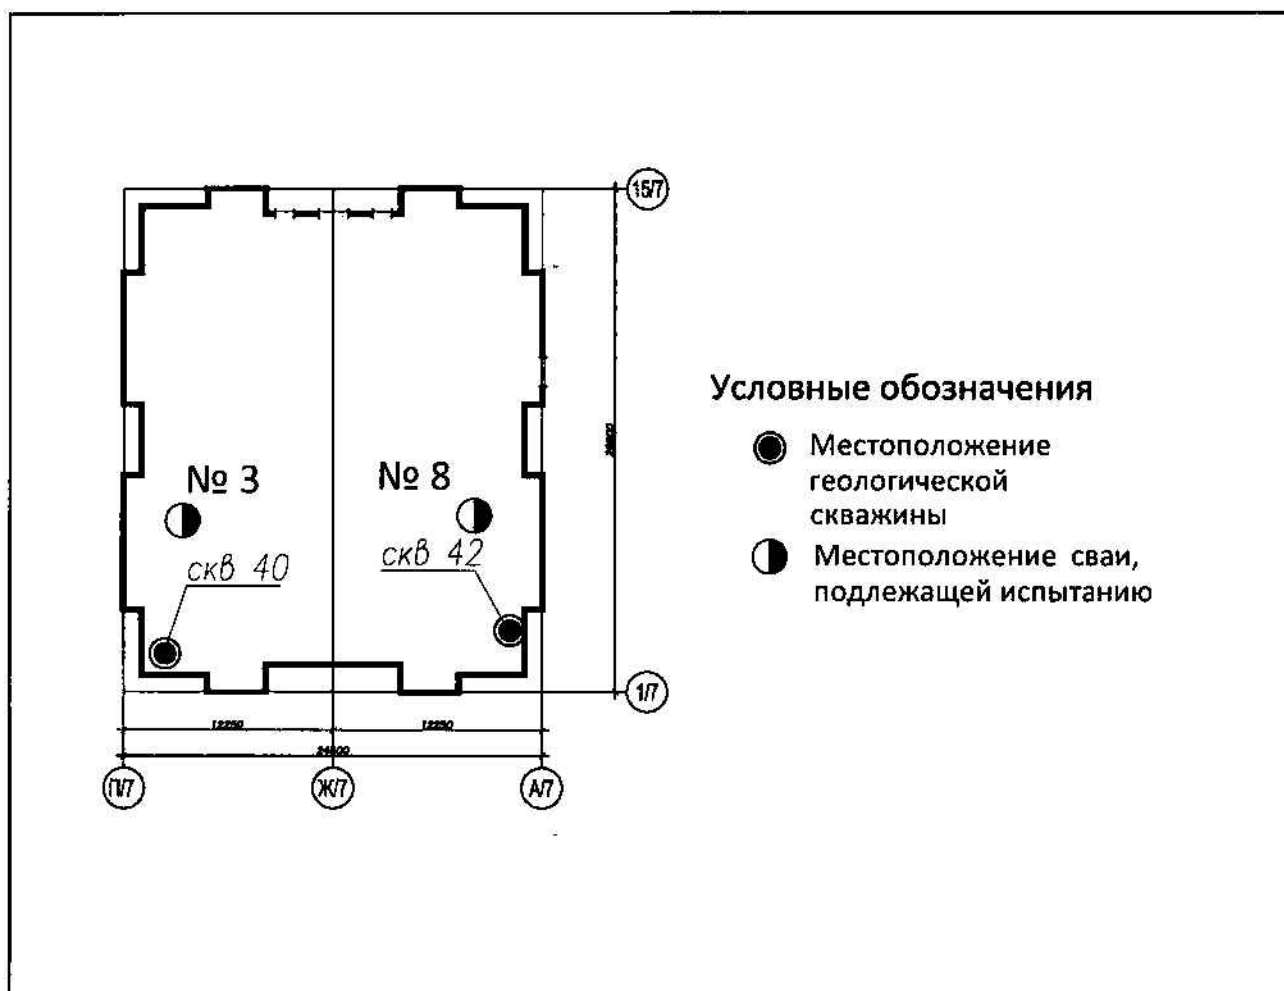 15/7
Условные обозначения
Местоположение
геологической
скважины
Местоположение сваи,
подлежащей испытанию
№ 3
№ 8
скв 40
скв 42
1/7
12250
12250
П/7
Ж/7
А/7